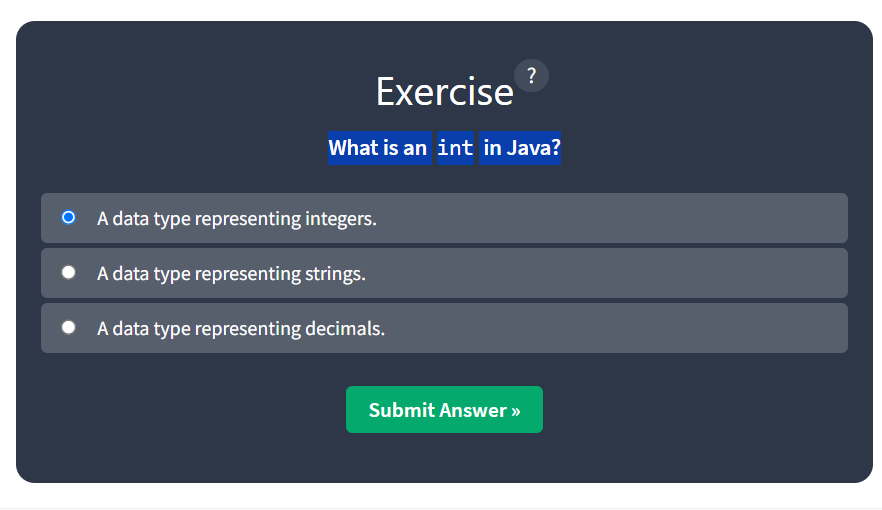 Exercise ?
What is an int in Java?
A data type representing integers.
A data type representing strings.
A data type representing decimals.
Submit Answer »